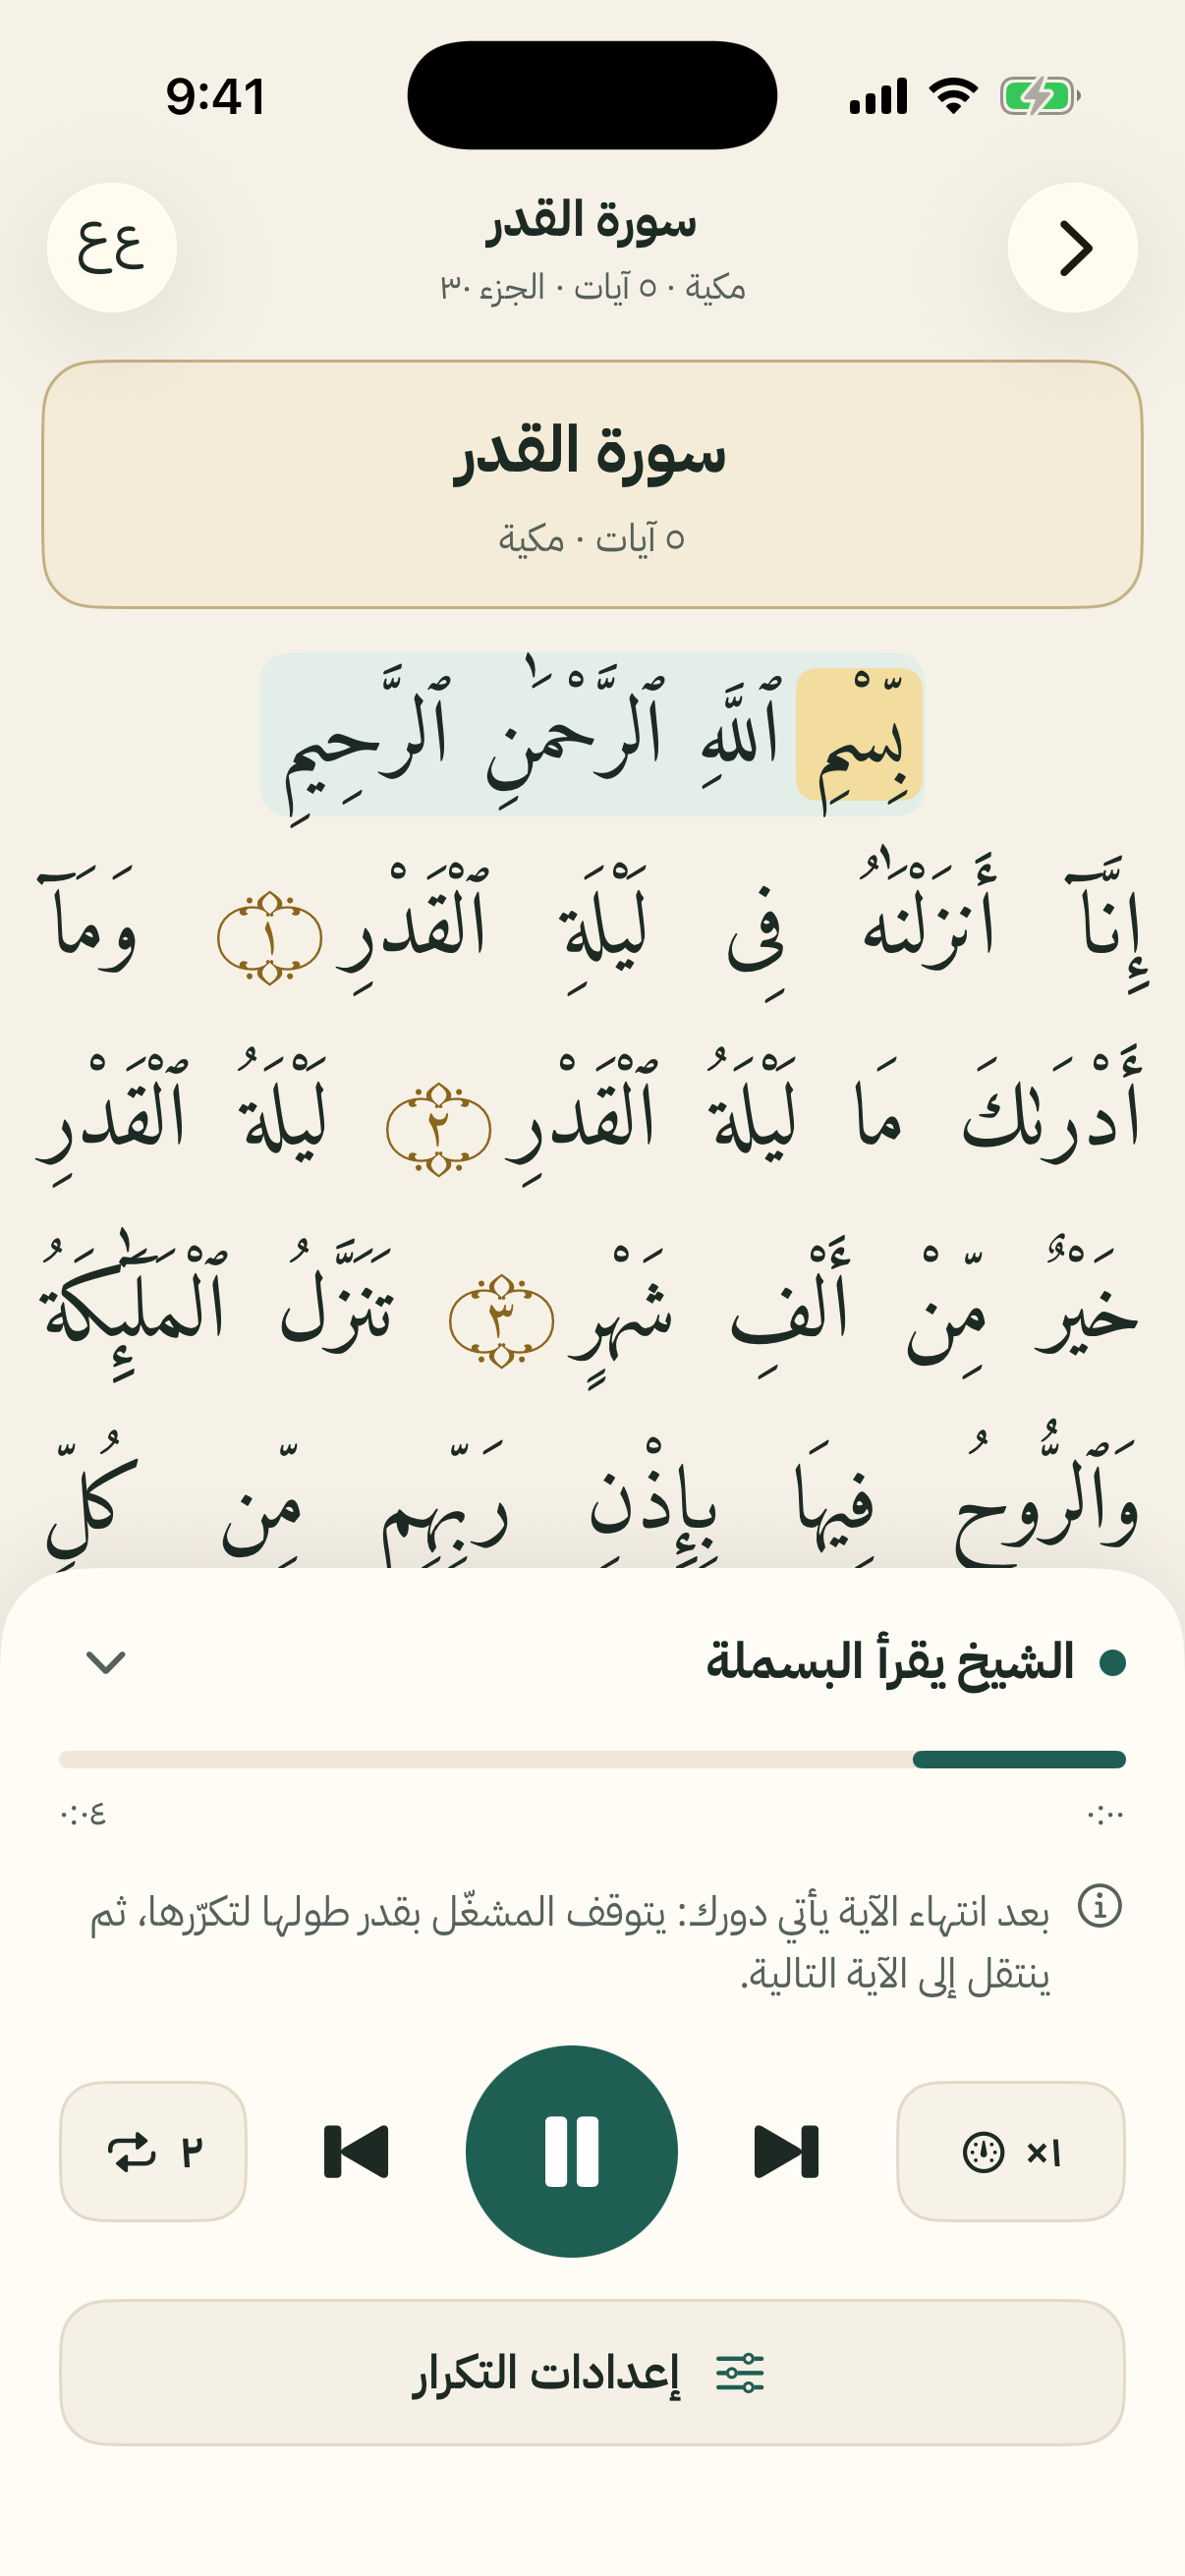 9:41
سورة القدر
مكية · ٥ آيات · الجزء ٣٠
عع
سورة القدر
٥ آيات · مكية
بِّسْمِ ٱللَّهِ ٱلرَّحْمَٰنِ ٱلرَّحِيمِ
إِنَّآ أَنزَلْنَٰهُ فِى لَيْلَةِ ٱلْقَدْرِ ١ وَمَآ
أَدْرَىٰكَ مَا لَيْلَةُ ٱلْقَدْرِ ٢ لَيْلَةُ ٱلْقَدْرِ
خَيْرٌ مِّنْ أَلْفِ شَهْرٍ ٣ تَنَزَّلُ ٱلْمَلَٰٓئِكَةُ
وَٱلرُّوحُ فِيهَا بِإِذْنِ رَبِّهِم مِّن كُلِّ
الشيخ يقرأ البسملة
٠:٠٠
٠:٠٤
بعد انتهاء الآية يأتي دورك: يتوقف المشغّل بقدر طولها لتكرّرها، ثم
ينتقل إلى الآية التالية.
١×
٢
إعدادات التكرار